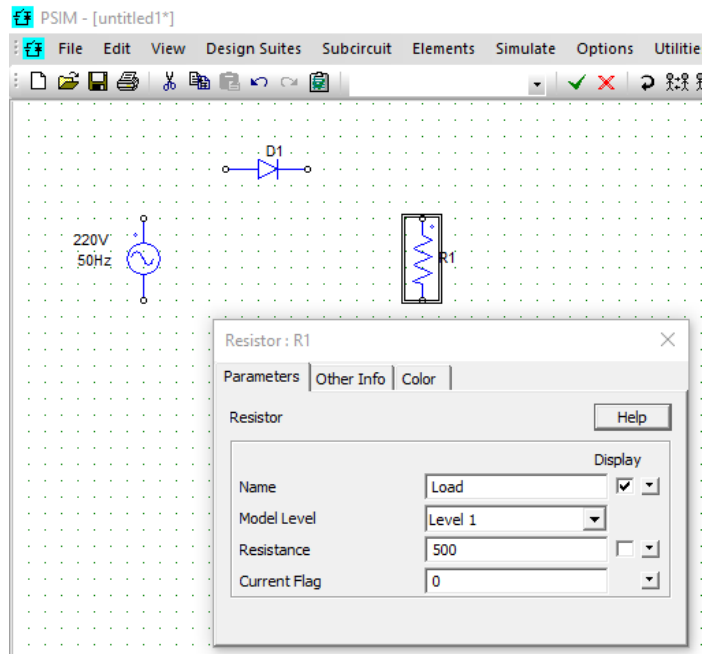 PSIM - [untitled1*]
File Edit View Design Suites Subcircuit Elements Simulate Options Utilitie
D1
220V
50Hz
R1
Resistor : R1
Parameters Other Info Color
Resistor Help
Display
Name Load
Model Level Level 1
Resistance 500
Current Flag 0